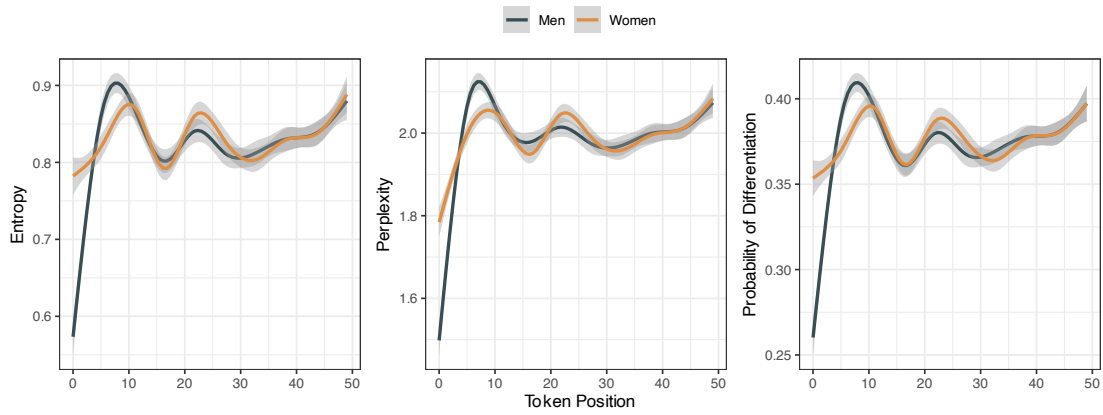 Men Women
Entropy
0.9
0.8
0.7
0.6
0 10 20 30 40 50
Perplexity
2.0
1.8
1.6
0 10 20 30 40 50
Probability of Differentiation
0.40
0.35
0.30
0.25
0 10 20 30 40 50
Token Position